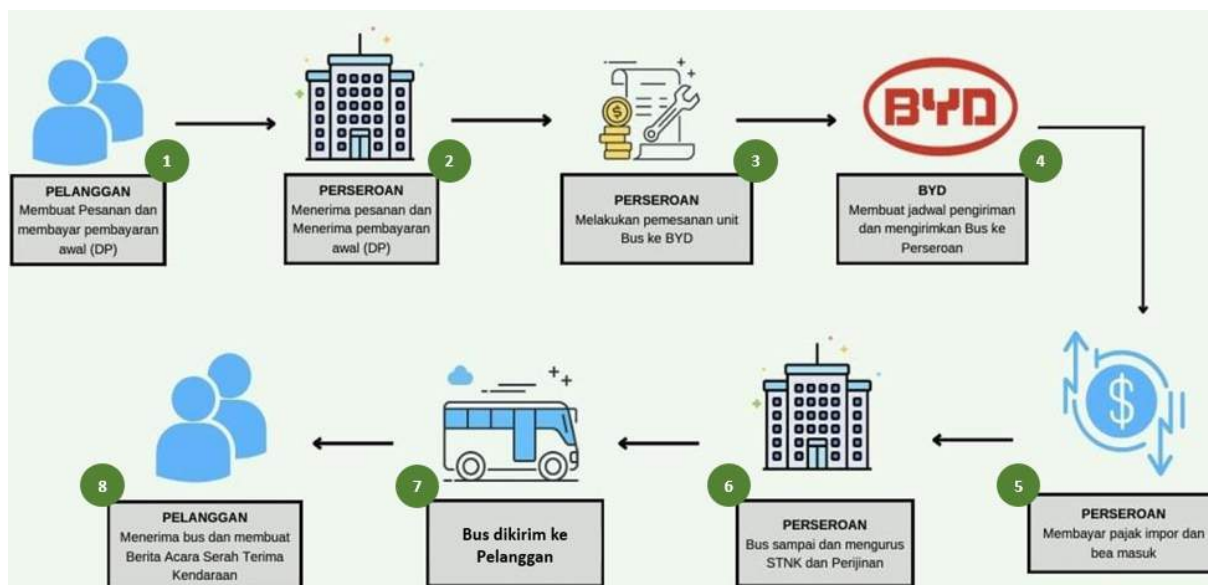 1
PELANGGAN
Membuat Pesanan dan
membayar pembayaran
awal (DP)
2
PERSEROAN
Menerima pesanan dan
Menerima pembayaran
awal (DP)
$
3
PERSEROAN
Melakukan pemesanan unit
Bus ke BYD
BYD
4
BYD
Membuat jadwal pengiriman
dan mengirimkan Bus ke
Perseroan
$
5
PERSEROAN
Membayar pajak impor dan
bea masuk
6
PERSEROAN
Bus sampai dan mengurus
STNK dan Perijinan
7
Bus dikirim ke
Pelanggan
8
PELANGGAN
Menerima bus dan membuat
Berita Acara Serah Terima
Kendaraan